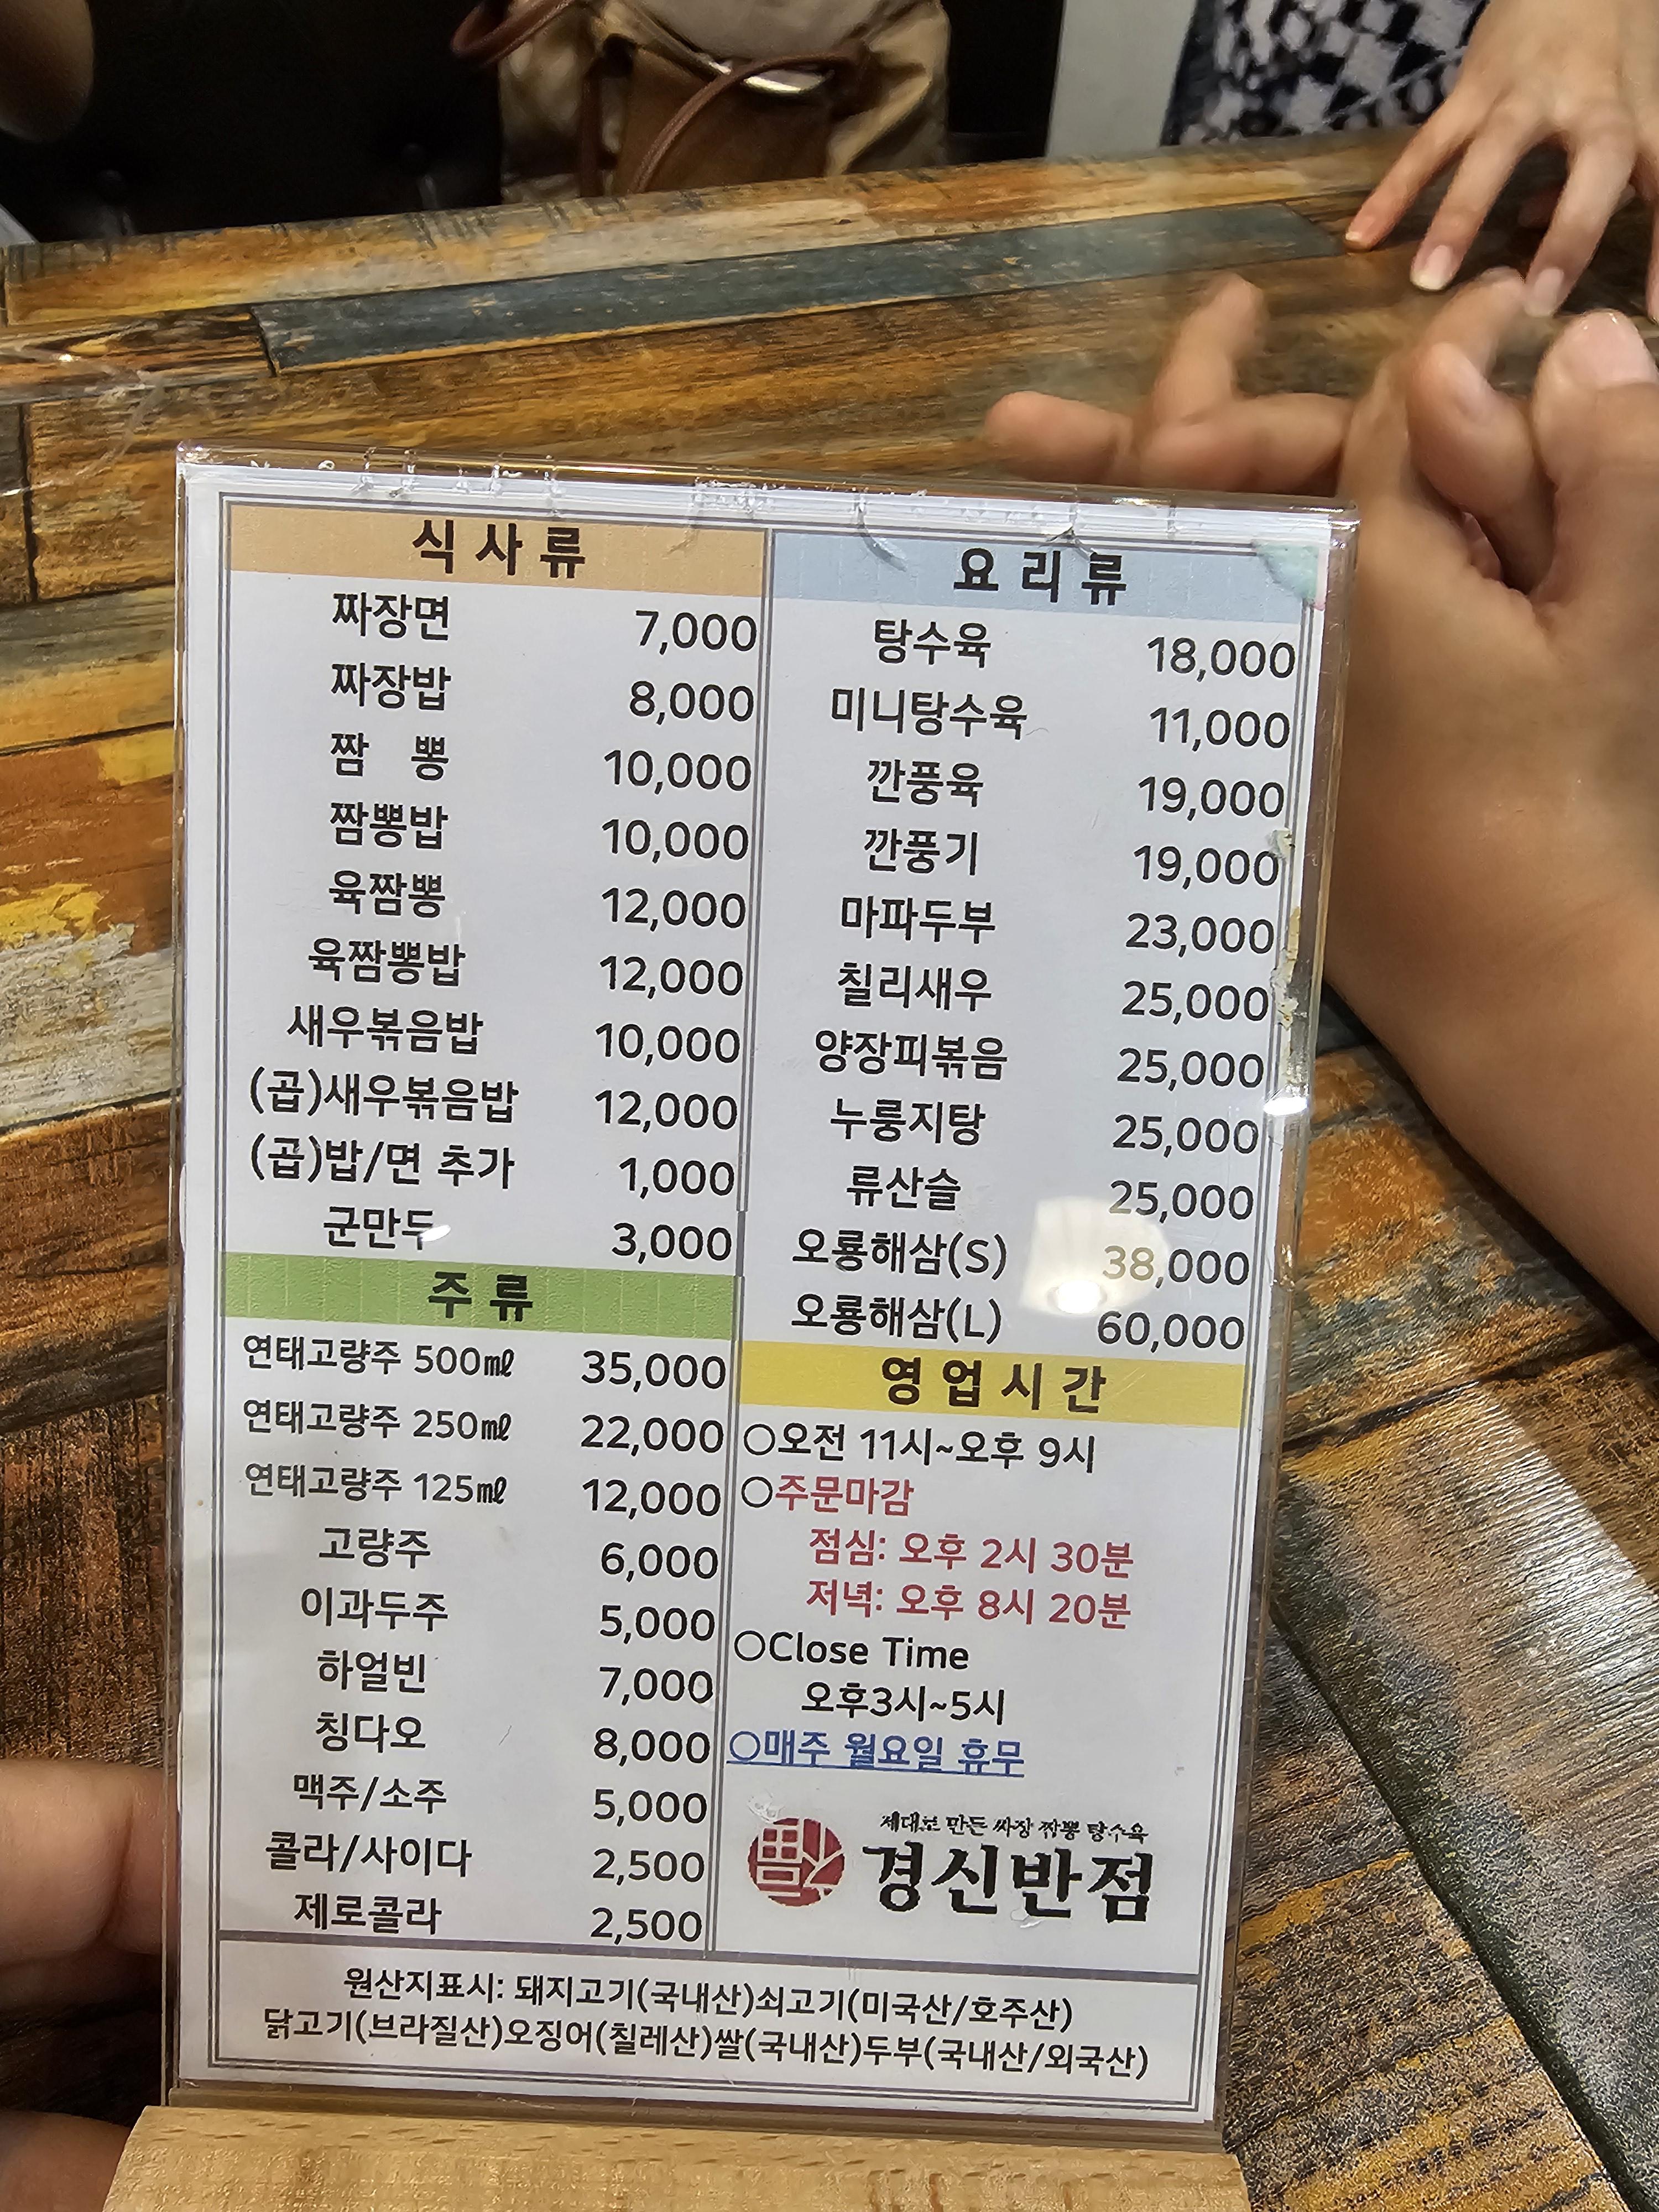 식사류
짜장면 7,000
짜장밥 8,000
짬 뽕 10,000
짬뽕밥 10,000
육짬뽕 12,000
육짬뽕밥 12,000
새우볶음밥 10,000
(곱)새우볶음밥 12,000
(곱)밥/면 추가 1,000
군만두 3,000
주류
연태고량주 500㎖ 35,000
연태고량주 250㎖ 22,000
연태고량주 125㎖ 12,000
고량주 6,000
이과두주 5,000
하얼빈 7,000
칭다오 8,000
맥주/소주 5,000
콜라/사이다 2,500
제로콜라 2,500
요리류
탕수육 18,000
미니탕수육 11,000
깐풍육 19,000
깐풍기 19,000
마파두부 23,000
칠리새우 25,000
양장피볶음 25,000
누룽지탕 25,000
류산슬 25,000
오룡해삼(S) 38,000
오룡해삼(L) 60,000
영업시간
○오전 11시~오후 9시
○주문마감
점심: 오후 2시 30분
저녁: 오후 8시 20분
○Close Time
오후3시~5시
○매주 월요일 휴무
제대로 만든 짜장 짬뽕 탕수육
경신반점
원산지표시: 돼지고기(국내산)쇠고기(미국산/호주산)
닭고기(브라질산)오징어(칠레산)쌀(국내산)두부(국내산/외국산)